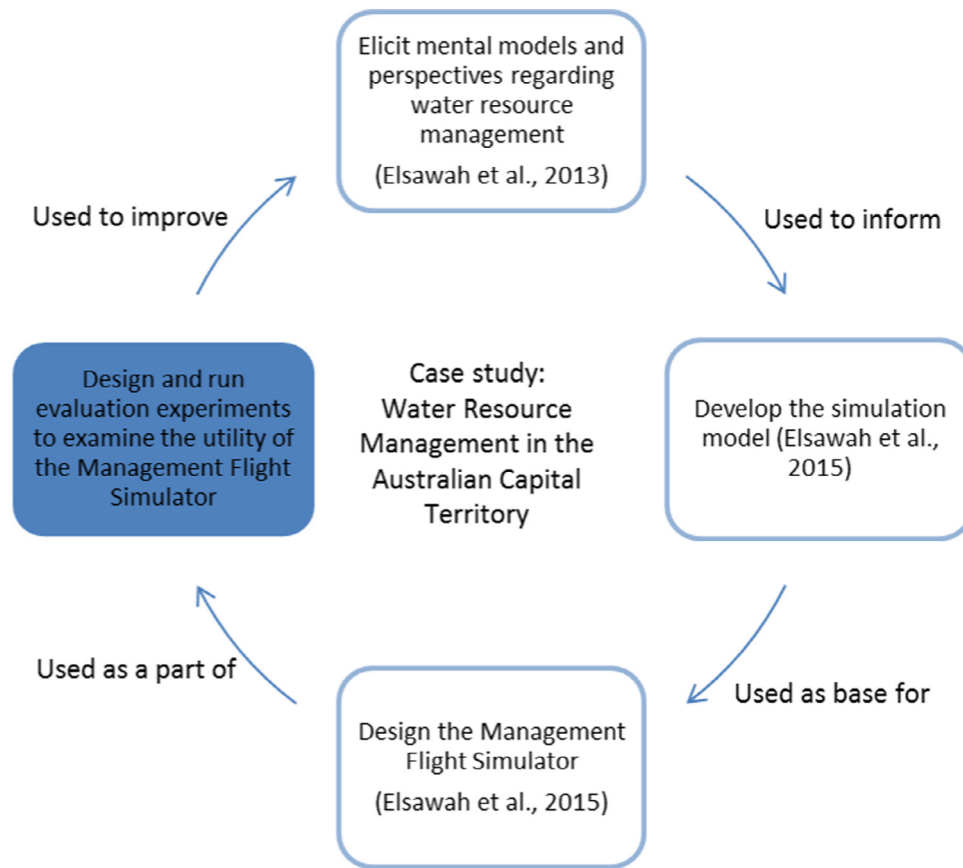 Elicit mental models and
perspectives regarding
water resource
management
(Elsawah et al., 2013)
Used to improve
Used to inform
Design and run
evaluation experiments
to examine the utility of
the Management Flight
Simulator
Case study:
Water Resource
Management in the
Australian Capital
Territory
Develop the simulation
model (Elsawah et al.,
2015)
Used as a part of
Used as base for
Design the Management
Flight Simulator
(Elsawah et al., 2015)